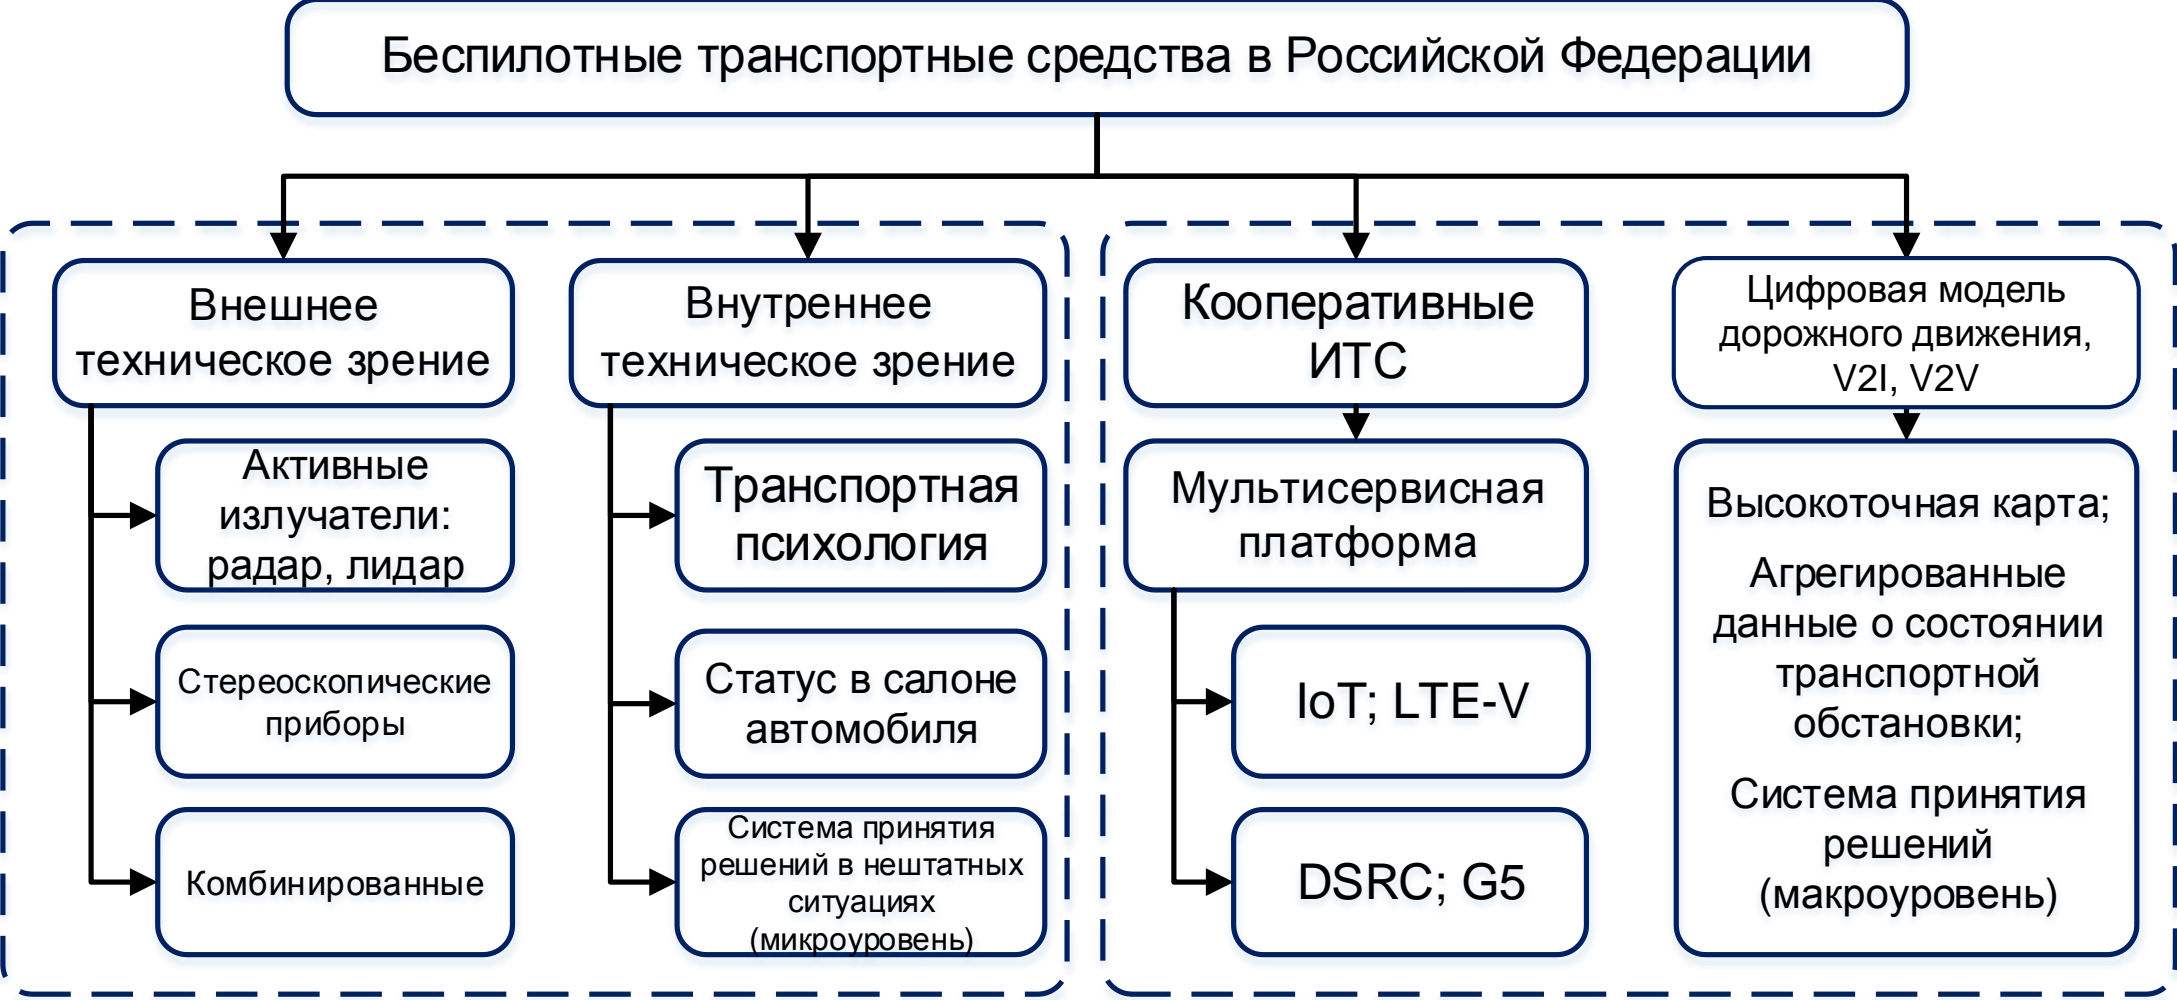 Беспилотные транспортные средства в Российской Федерации
Внешнее
техническое зрение
Активные
излучатели:
радар, лидар
Стереоскопические
приборы
Комбинированные
Внутреннее
техническое зрение
Транспортная
психология
Статус в салоне
автомобиля
Система принятия
решений в нештатных
ситуациях
(микроуровень)
Кооперативные
ИТС
Мультисервисная
платформа
IoT; LTE-V
DSRC; G5
Цифровая модель
дорожного движения,
V2I, V2V
Высокоточная карта;
Агрегированные
данные о состоянии
транспортной
обстановки;
Система принятия
решений
(макроуровень)